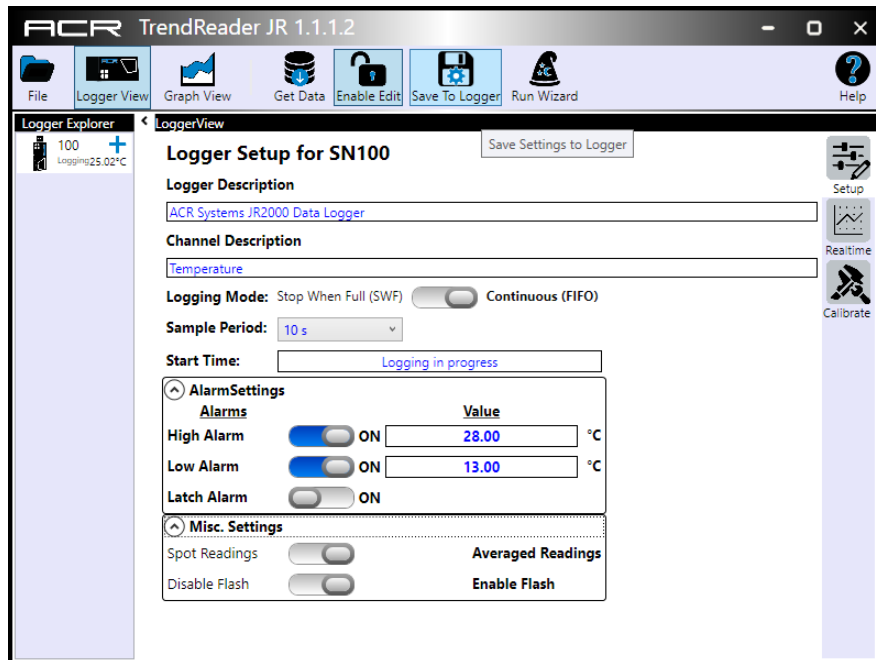 ACR TrendReader JR 1.1.1.2
File Logger View Graph View Get Data Enable Edit Save To Logger Run Wizard Help
Logger Explorer LoggerView
100
Logging 25.02°C
Save Settings to Logger
Logger Setup for SN100
Setup
Logger Description
ACR Systems JR2000 Data Logger
Channel Description
Realtime
Temperature
Logging Mode: Stop When Full (SWF) Continuous (FIFO)
Calibrate
Sample Period: 10 s
Start Time: Logging in progress
AlarmSettings
Alarms Value
High Alarm ON 28.00 °C
Low Alarm ON 13.00 °C
Latch Alarm ON
Misc. Settings
Spot Readings Averaged Readings
Disable Flash Enable Flash